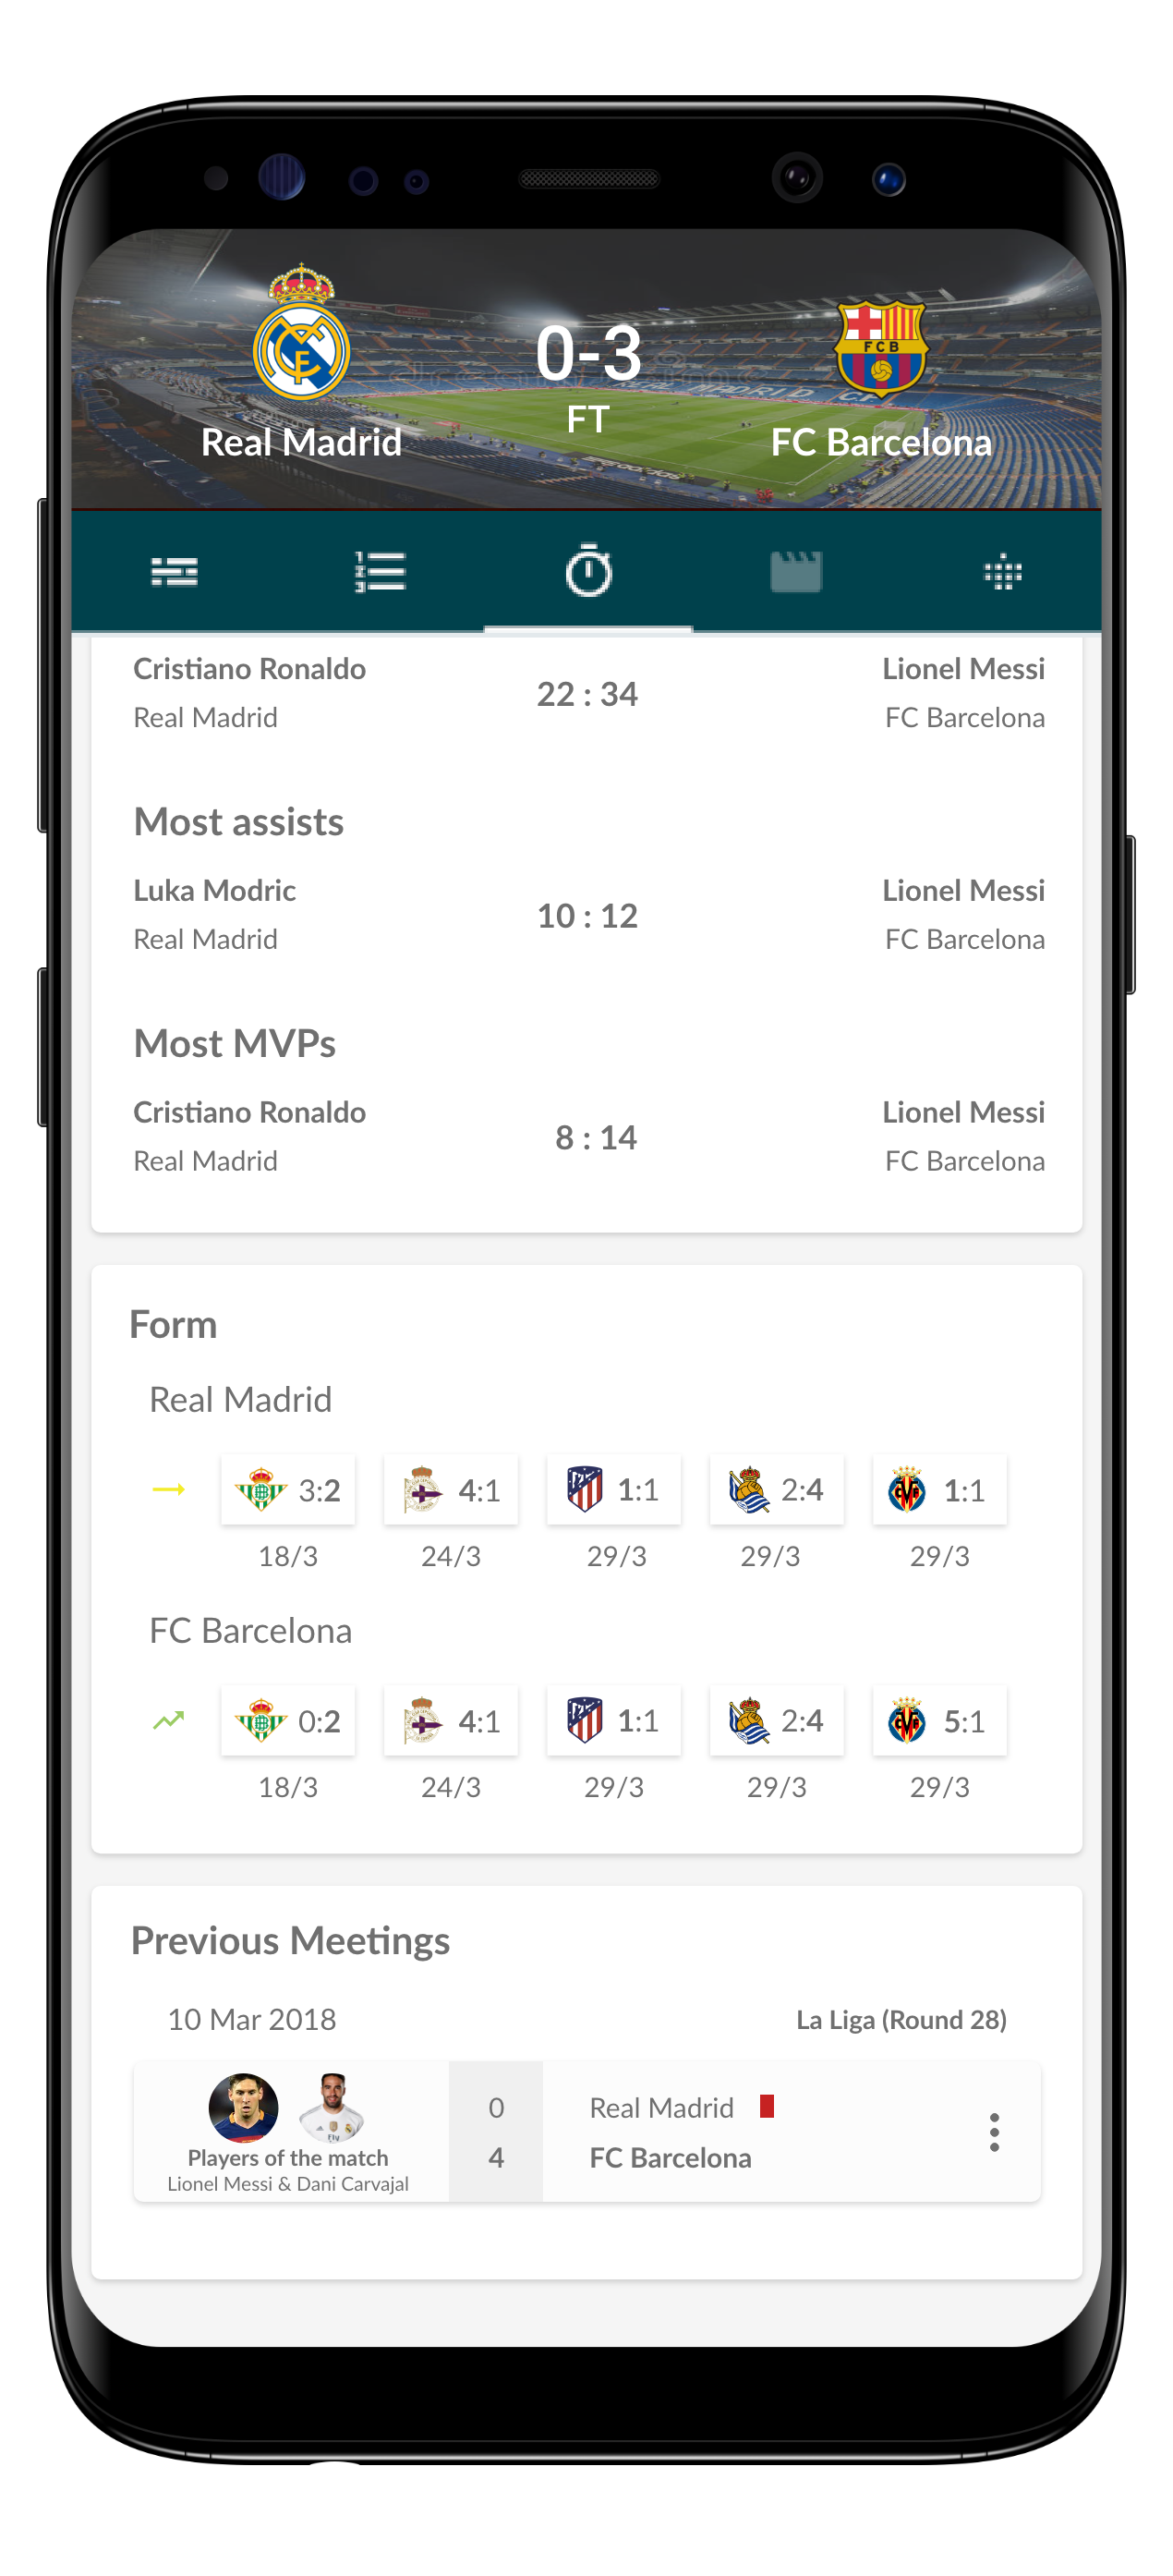 0-3
FT
Real Madrid
FCB
FC Barcelona
Cristiano Ronaldo
Real Madrid
22 : 34
Lionel Messi
FC Barcelona
Most assists
Luka Modric
Real Madrid
10 : 12
Lionel Messi
FC Barcelona
Most MVPs
Cristiano Ronaldo
Real Madrid
8 : 14
Lionel Messi
FC Barcelona
Form
Real Madrid
3:2 4:1 1:1 2:4 1:1
18/3 24/3 29/3 29/3 29/3
FC Barcelona
0:2 4:1 1:1 2:4 5:1
18/3 24/3 29/3 29/3 29/3
Previous Meetings
10 Mar 2018
La Liga (Round 28)
Players of the match
Lionel Messi & Dani Carvajal
0
4
Real Madrid
FC Barcelona